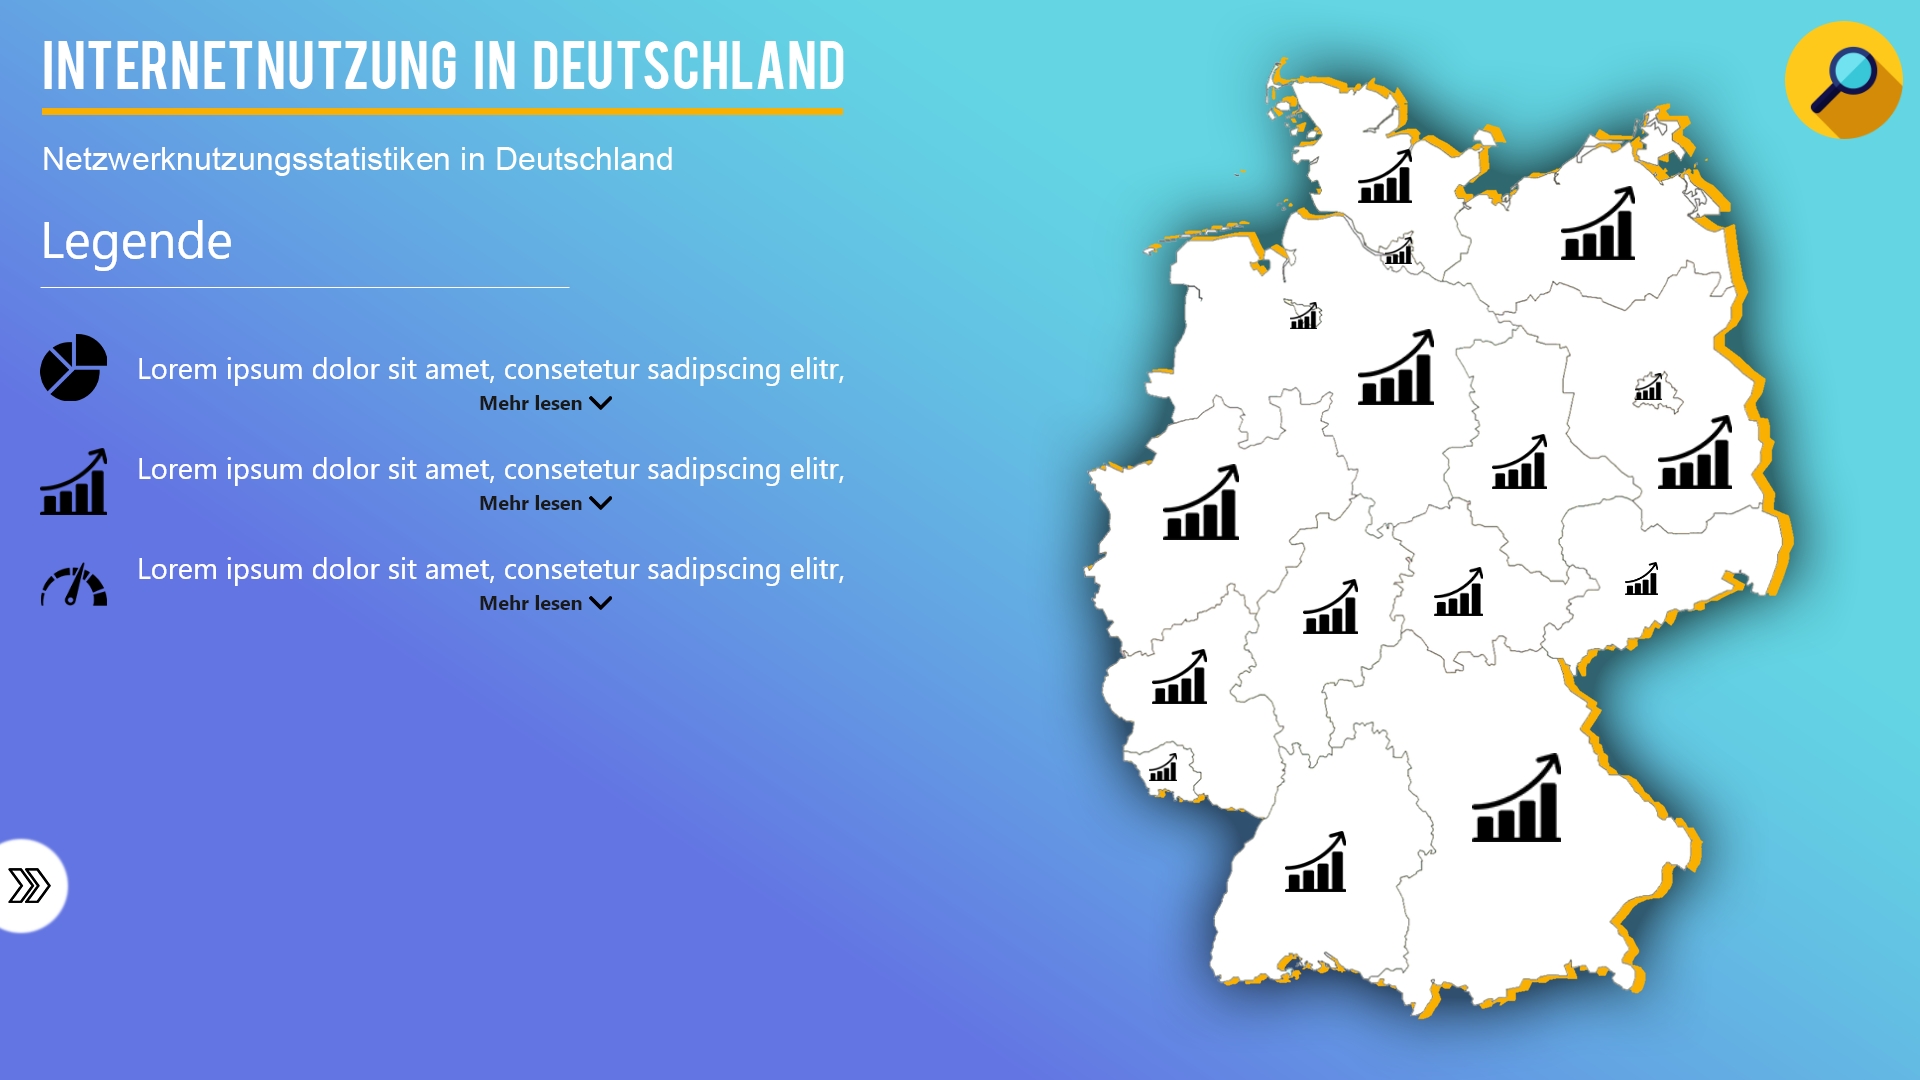 INTERNETNUTZUNG IN DEUTSCHLAND
Netzwerknutzungsstatistiken in Deutschland
Legende
Lorem ipsum dolor sit amet, consetetur sadipscing elitr,
Mehr lesen
Lorem ipsum dolor sit amet, consetetur sadipscing elitr,
Mehr lesen
Lorem ipsum dolor sit amet, consetetur sadipscing elitr,
Mehr lesen